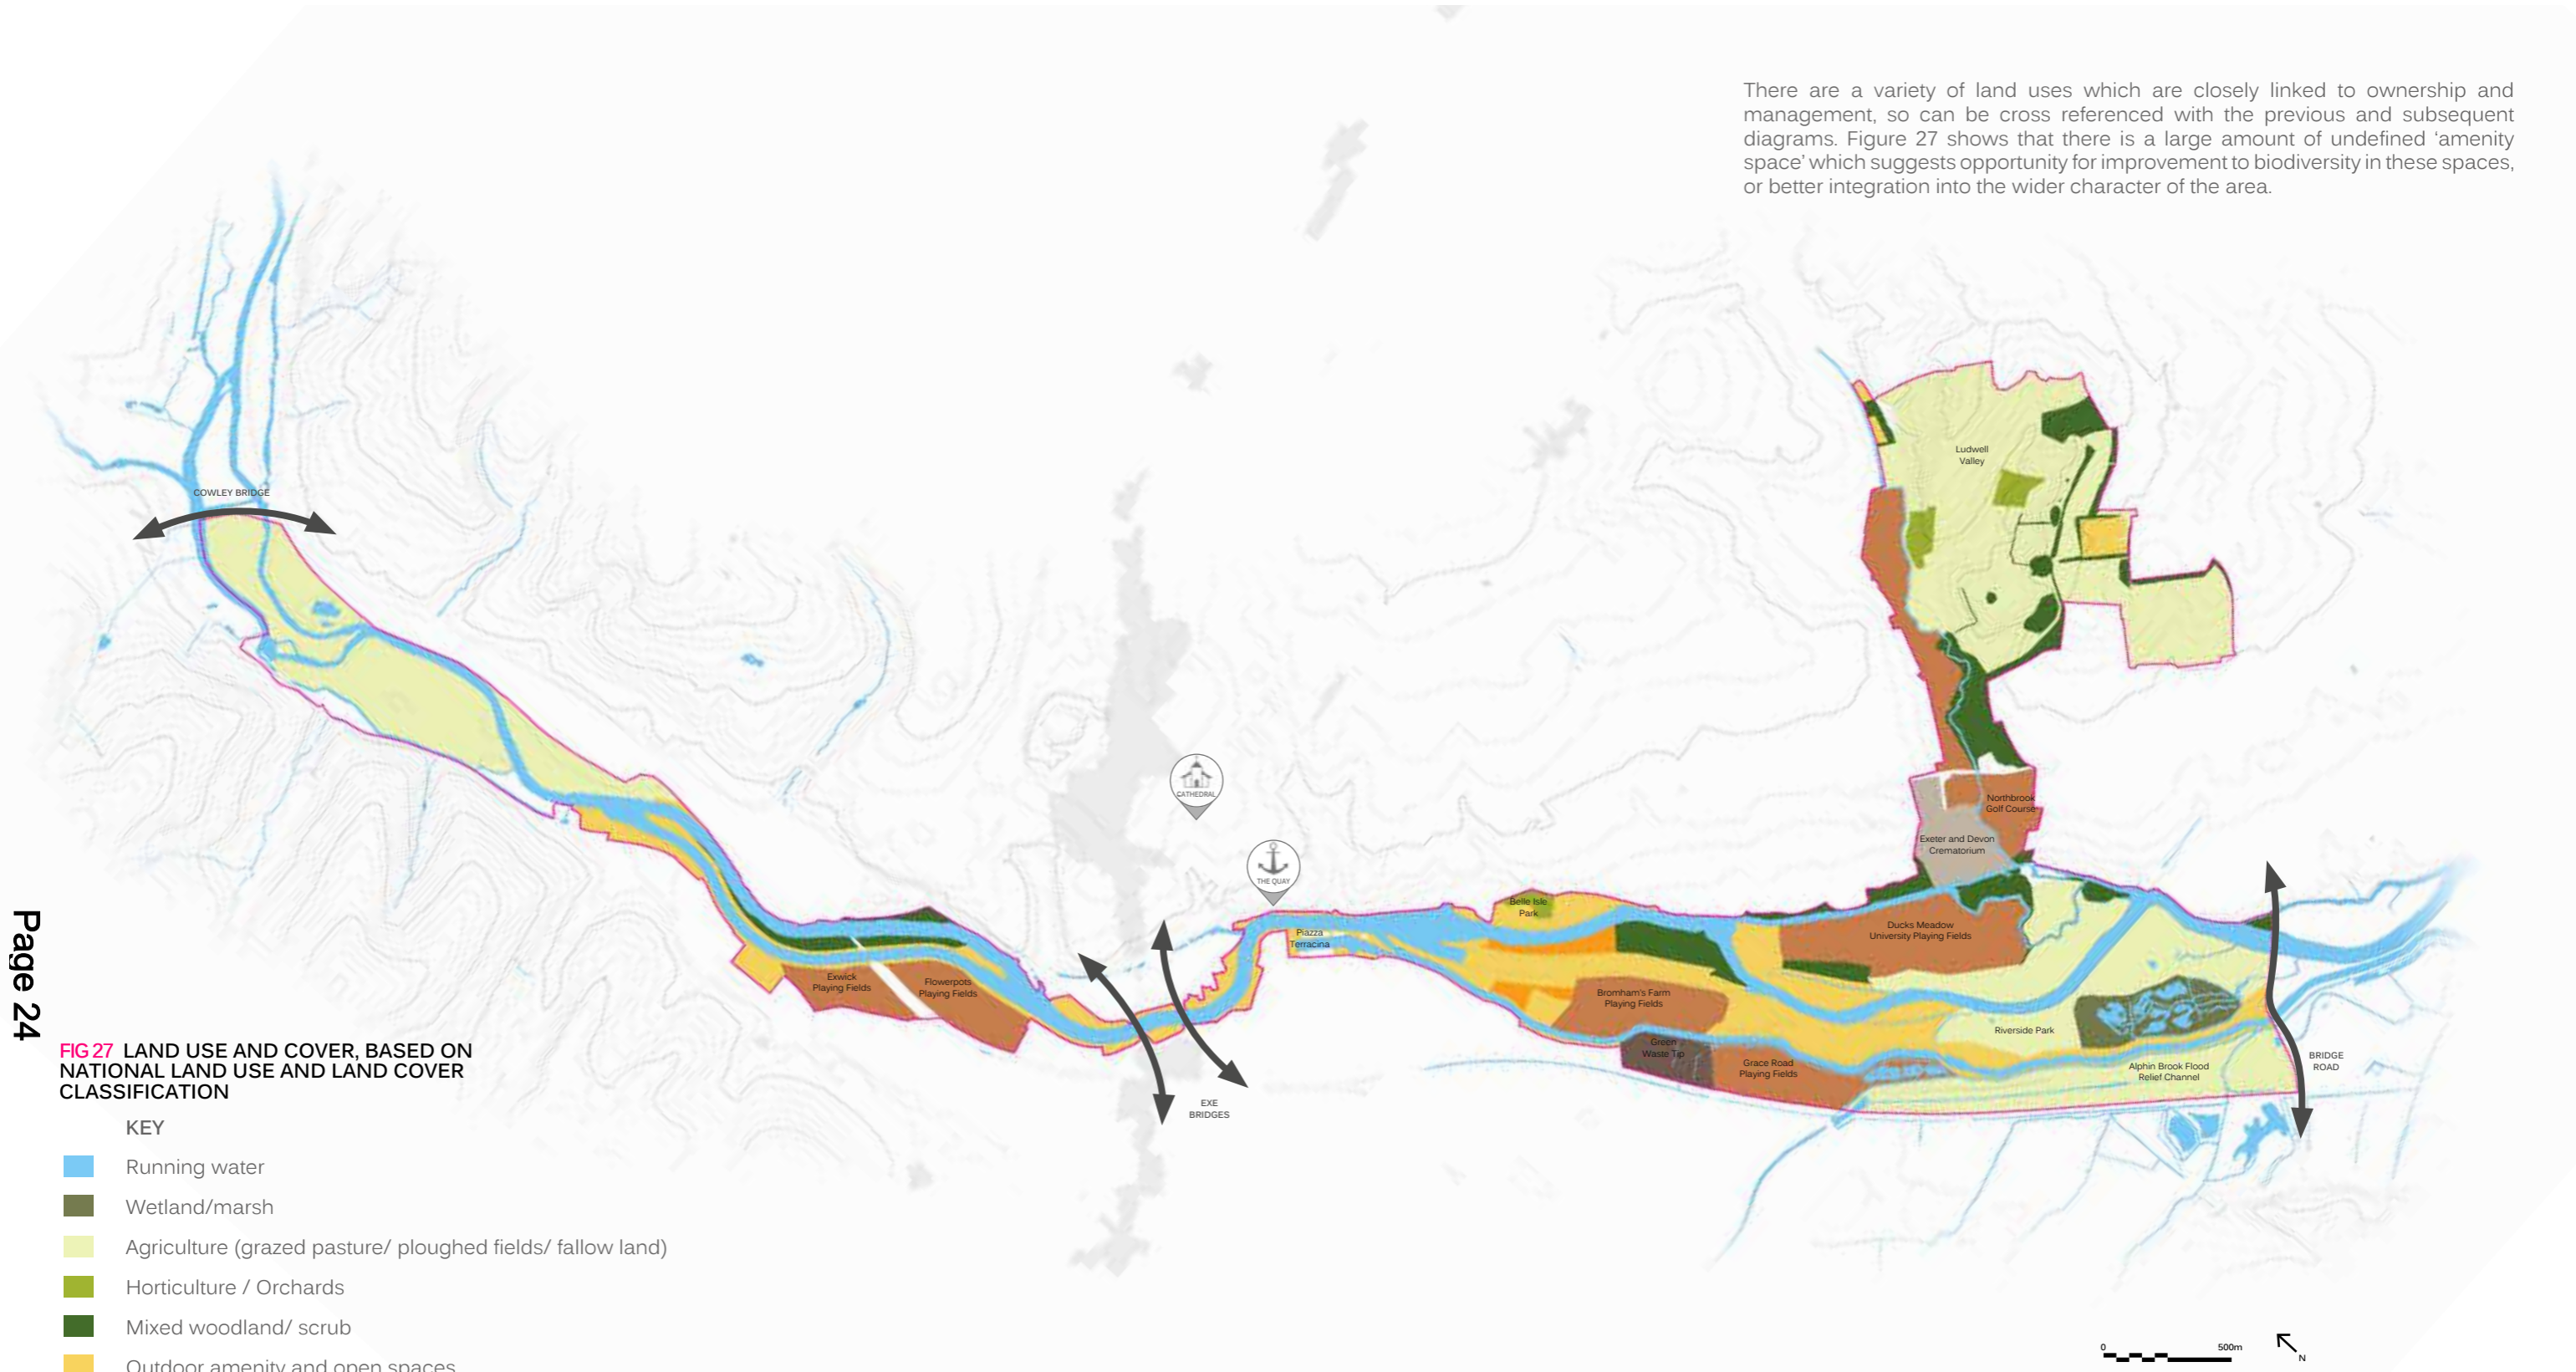 There are a variety of land uses which are closely linked to ownership and
management, so can be cross referenced with the previous and subsequent
diagrams. Figure 27 shows that there is a large amount of undefined ‘amenity
space’ which suggests opportunity for improvement to biodiversity in these spaces,
or better integration into the wider character of the area.
COWLEY BRIDGE
Ludwell
Valley
CATHEDRAL
THE QUAY
Northbrook
Golf Course
Exeter and Devon
Crematorium
Belle Isle
Park
Piazza
Terracina
Ducks Meadow
University Playing Fields
Exwick
Playing Fields
Flowerpots
Playing Fields
Bromham's Farm
Playing Fields
Riverside Park
Green
Waste Tip
Grace Road
Playing Fields
Alphin Brook Flood
Relief Channel
BRIDGE
ROAD
EXE
BRIDGES
Page 24
FIG 27 LAND USE AND COVER, BASED ON
NATIONAL LAND USE AND LAND COVER
CLASSIFICATION
KEY
Running water
Wetland/marsh
Agriculture (grazed pasture/ ploughed fields/ fallow land)
Horticulture / Orchards
Mixed woodland/ scrub
Outdoor amenity and open spaces
0 500m
N